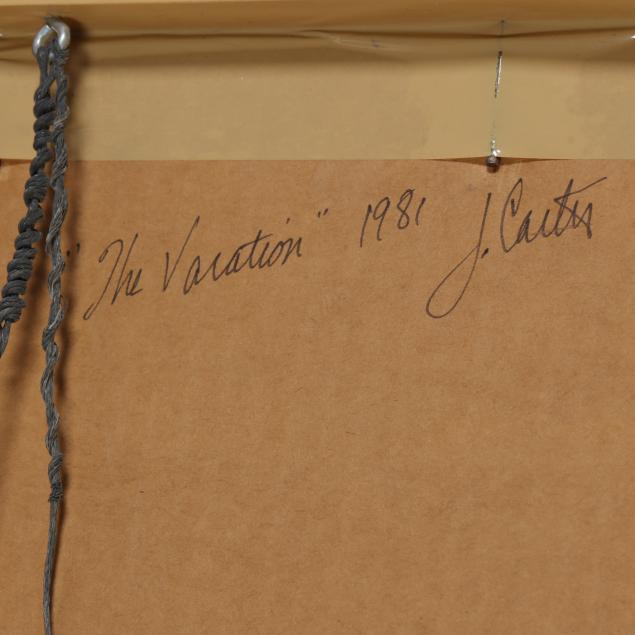 "The Vacation" 1981 J. Carter